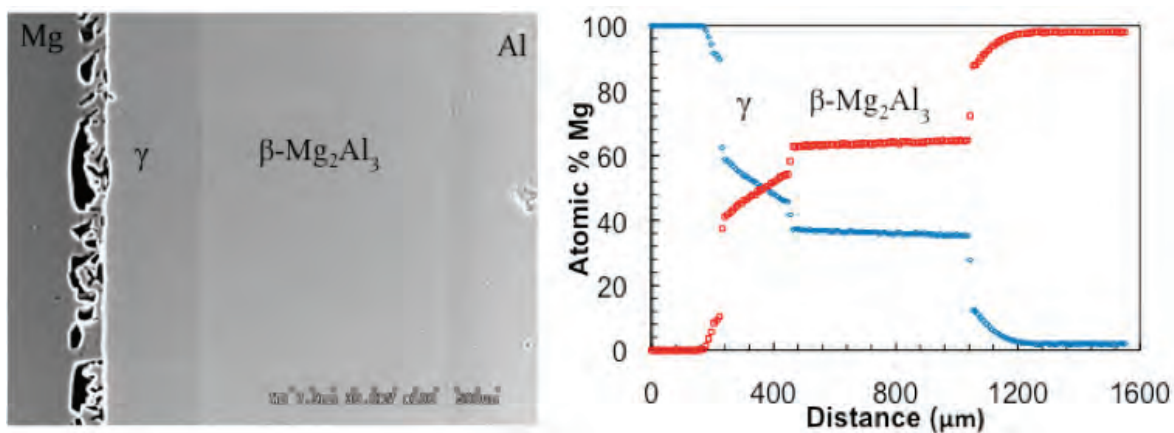 Mg
Al
γ
β-Mg₂Al₃
100
80
60
40
20
0
Atomic % Mg
γ
β-Mg₂Al₃
0
400
800
1200
1600
Distance (μm)